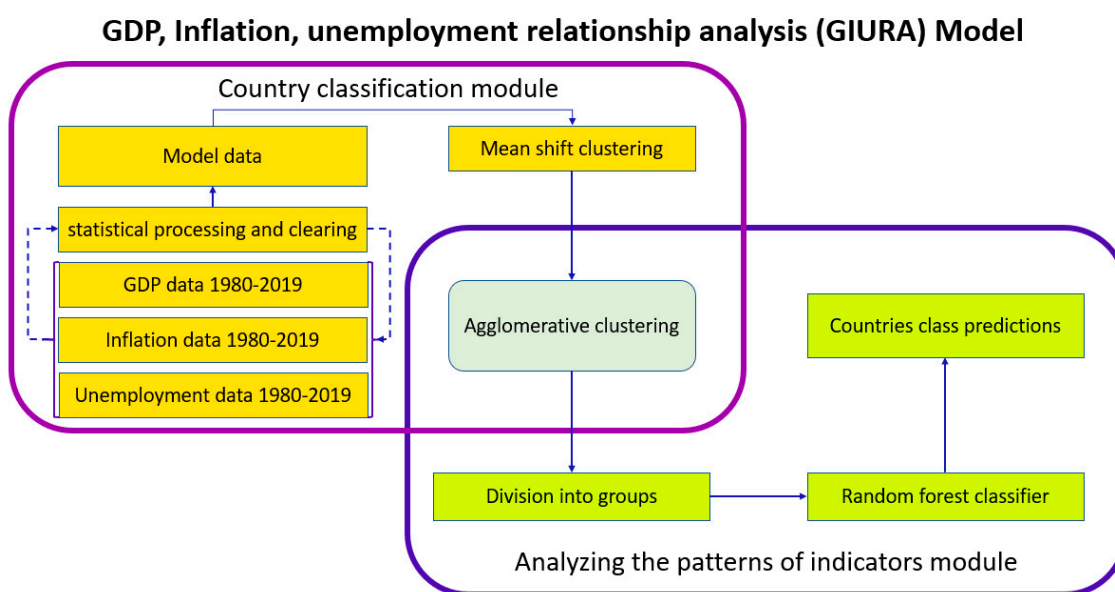 GDP, Inflation, unemployment relationship analysis (GIURA) Model
Country classification module
Model data
Mean shift clustering
statistical processing and clearing
GDP data 1980-2019
Inflation data 1980-2019
Unemployment data 1980-2019
Agglomerative clustering
Countries class predictions
Division into groups
Random forest classifier
Analyzing the patterns of indicators module